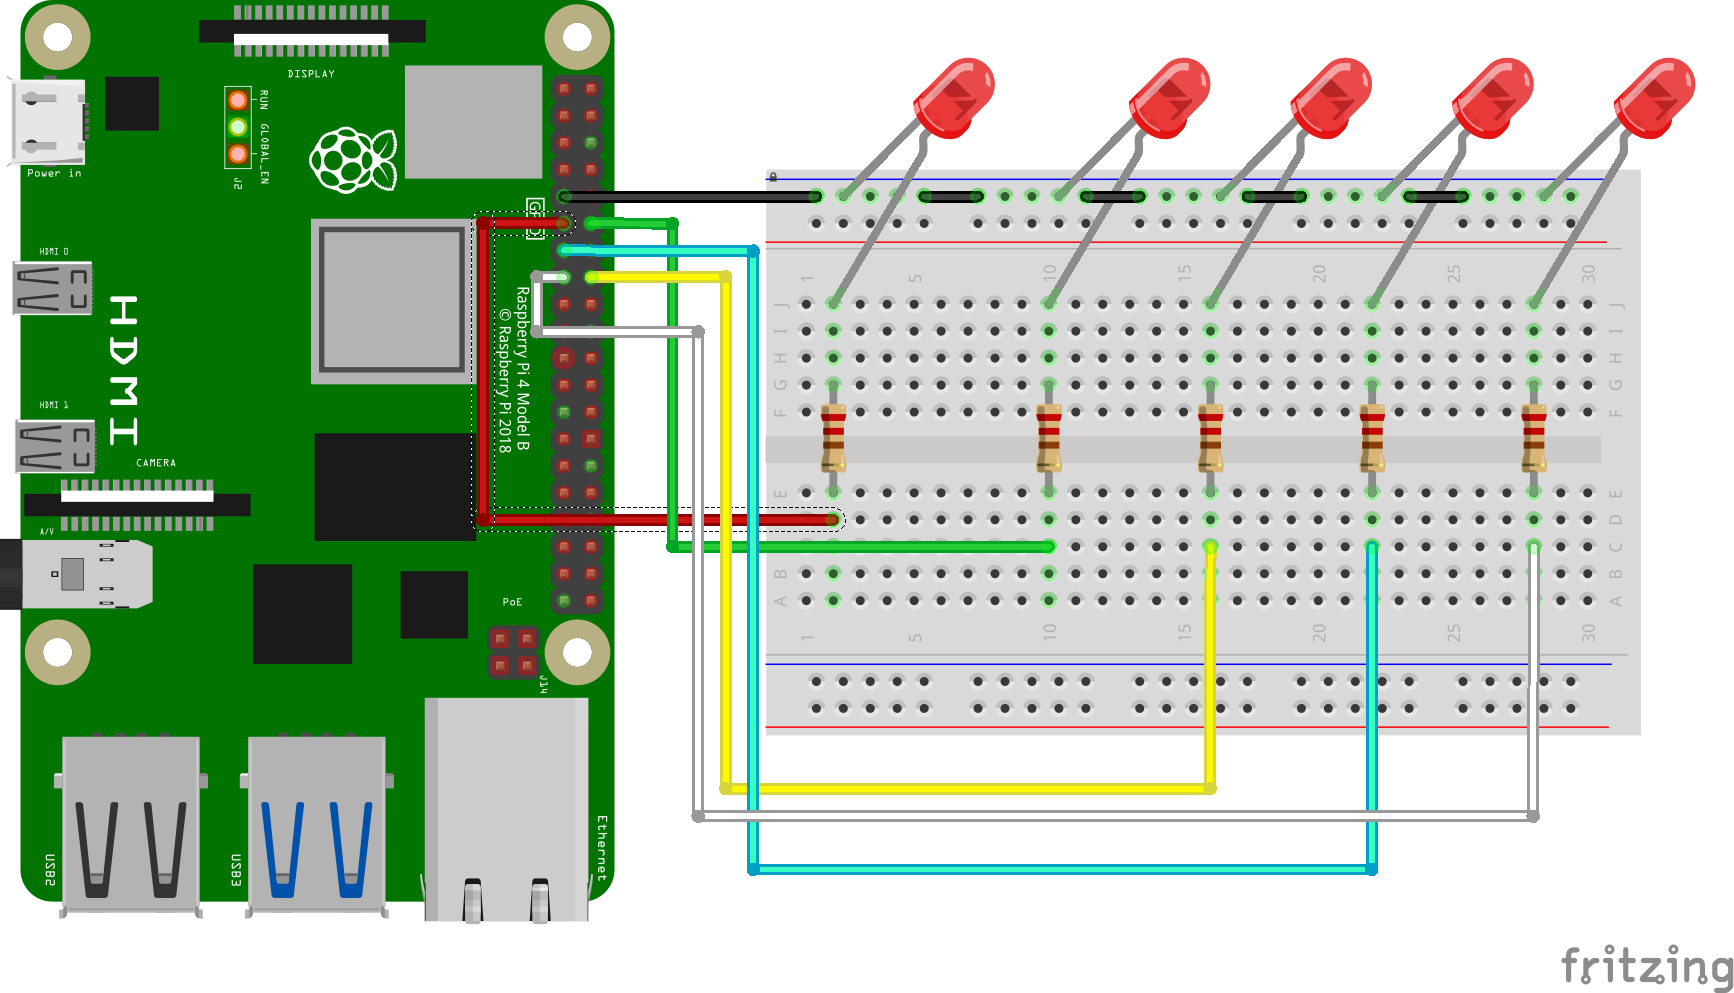 DISPLAY
RUN
GLOBAL_EN
J2
Power in
GPIO
HDMI 0
HDMI
HDMI 1
Raspberry Pi 4 Model B
© Raspberry Pi 2018
CAMERA
A/V
PoE
J14
USB2
USB3
Ethernet
1 5 10 15 20 25 30
J J
I I
H H
G G
F F
E E
D D
C C
B B
A A
1 5 10 15 20 25 30
fritzing